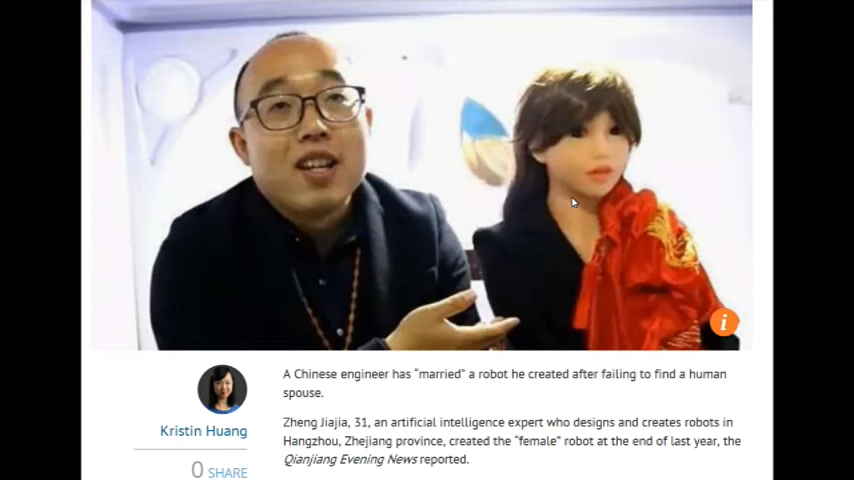 i
A Chinese engineer has “married” a robot he created after failing to find a human
spouse.
Kristin Huang
0 SHARE
Zheng Jiajia, 31, an artificial intelligence expert who designs and creates robots in
Hangzhou, Zhejiang province, created the “female” robot at the end of last year, the
Qianjiang Evening News reported.